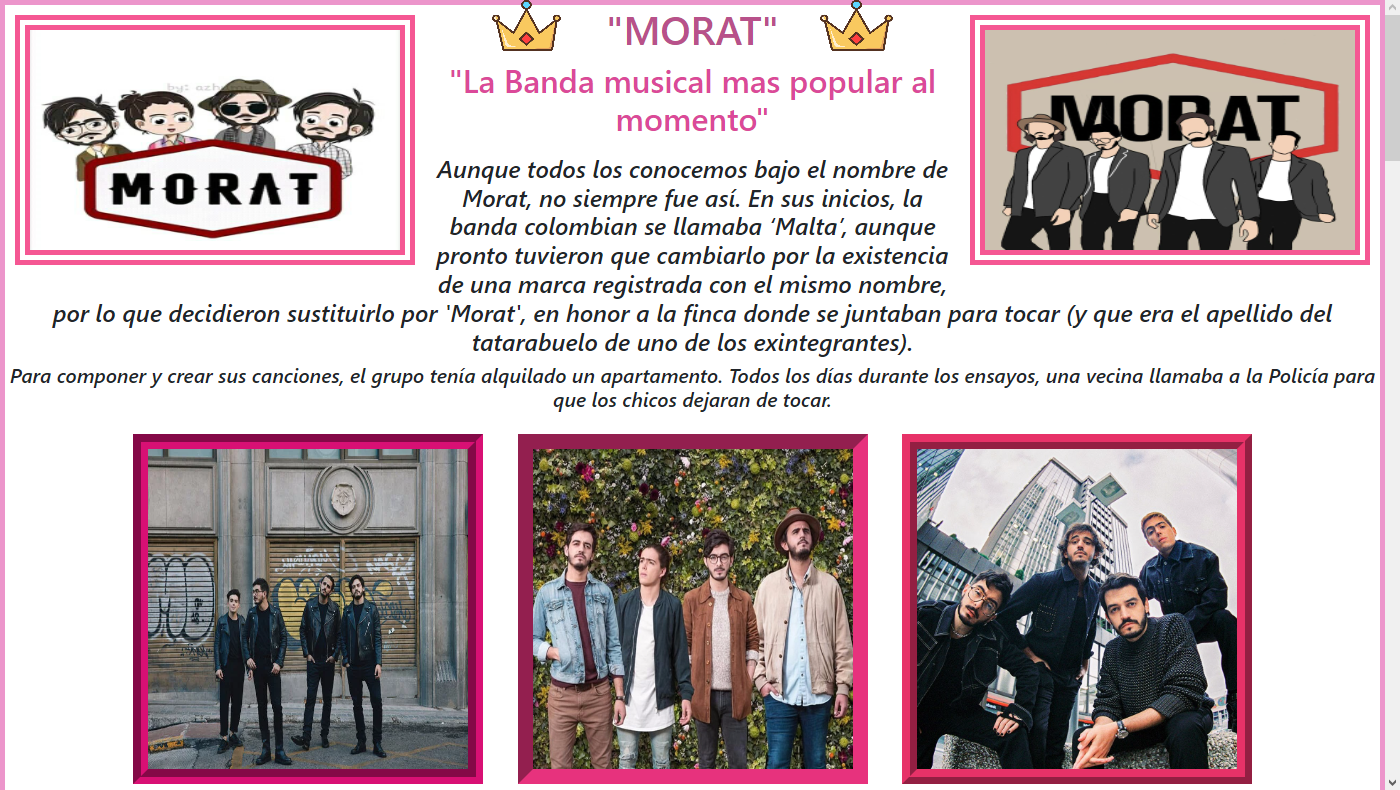 "MORAT"
"La Banda musical mas popular al
momento"
MORAT
MORAT
Aunque todos los conocemos bajo el nombre de
Morat, no siempre fue así. En sus inicios, la
banda colombian se llamaba ‘Malta’, aunque
pronto tuvieron que cambiarlo por la existencia
de una marca registrada con el mismo nombre,
por lo que decidieron sustituirlo por 'Morat', en honor a la finca donde se juntaban para tocar (y que era el apellido del
tatarabuelo de uno de los exintegrantes).
Para componer y crear sus canciones, el grupo tenía alquilado un apartamento. Todos los días durante los ensayos, una vecina llamaba a la Policía para
que los chicos dejaran de tocar.